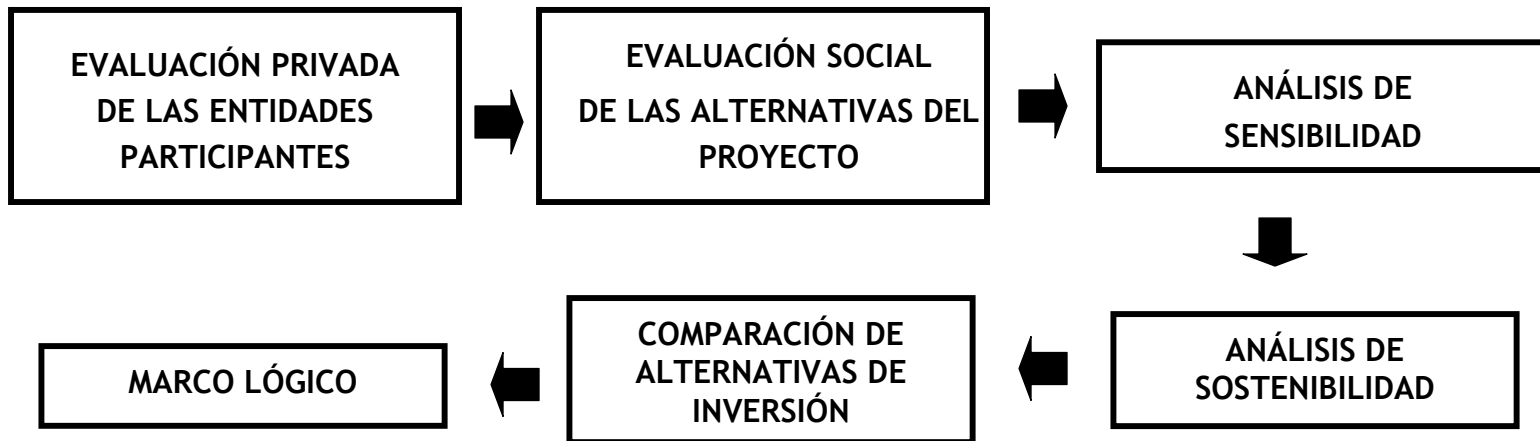 EVALUACIÓN PRIVADA
DE LAS ENTIDADES
PARTICIPANTES
EVALUACIÓN SOCIAL
DE LAS ALTERNATIVAS DEL
PROYECTO
ANÁLISIS DE
SENSIBILIDAD
ANÁLISIS DE
SOSTENIBILIDAD
COMPARACIÓN DE
ALTERNATIVAS DE
INVERSIÓN
MARCO LÓGICO